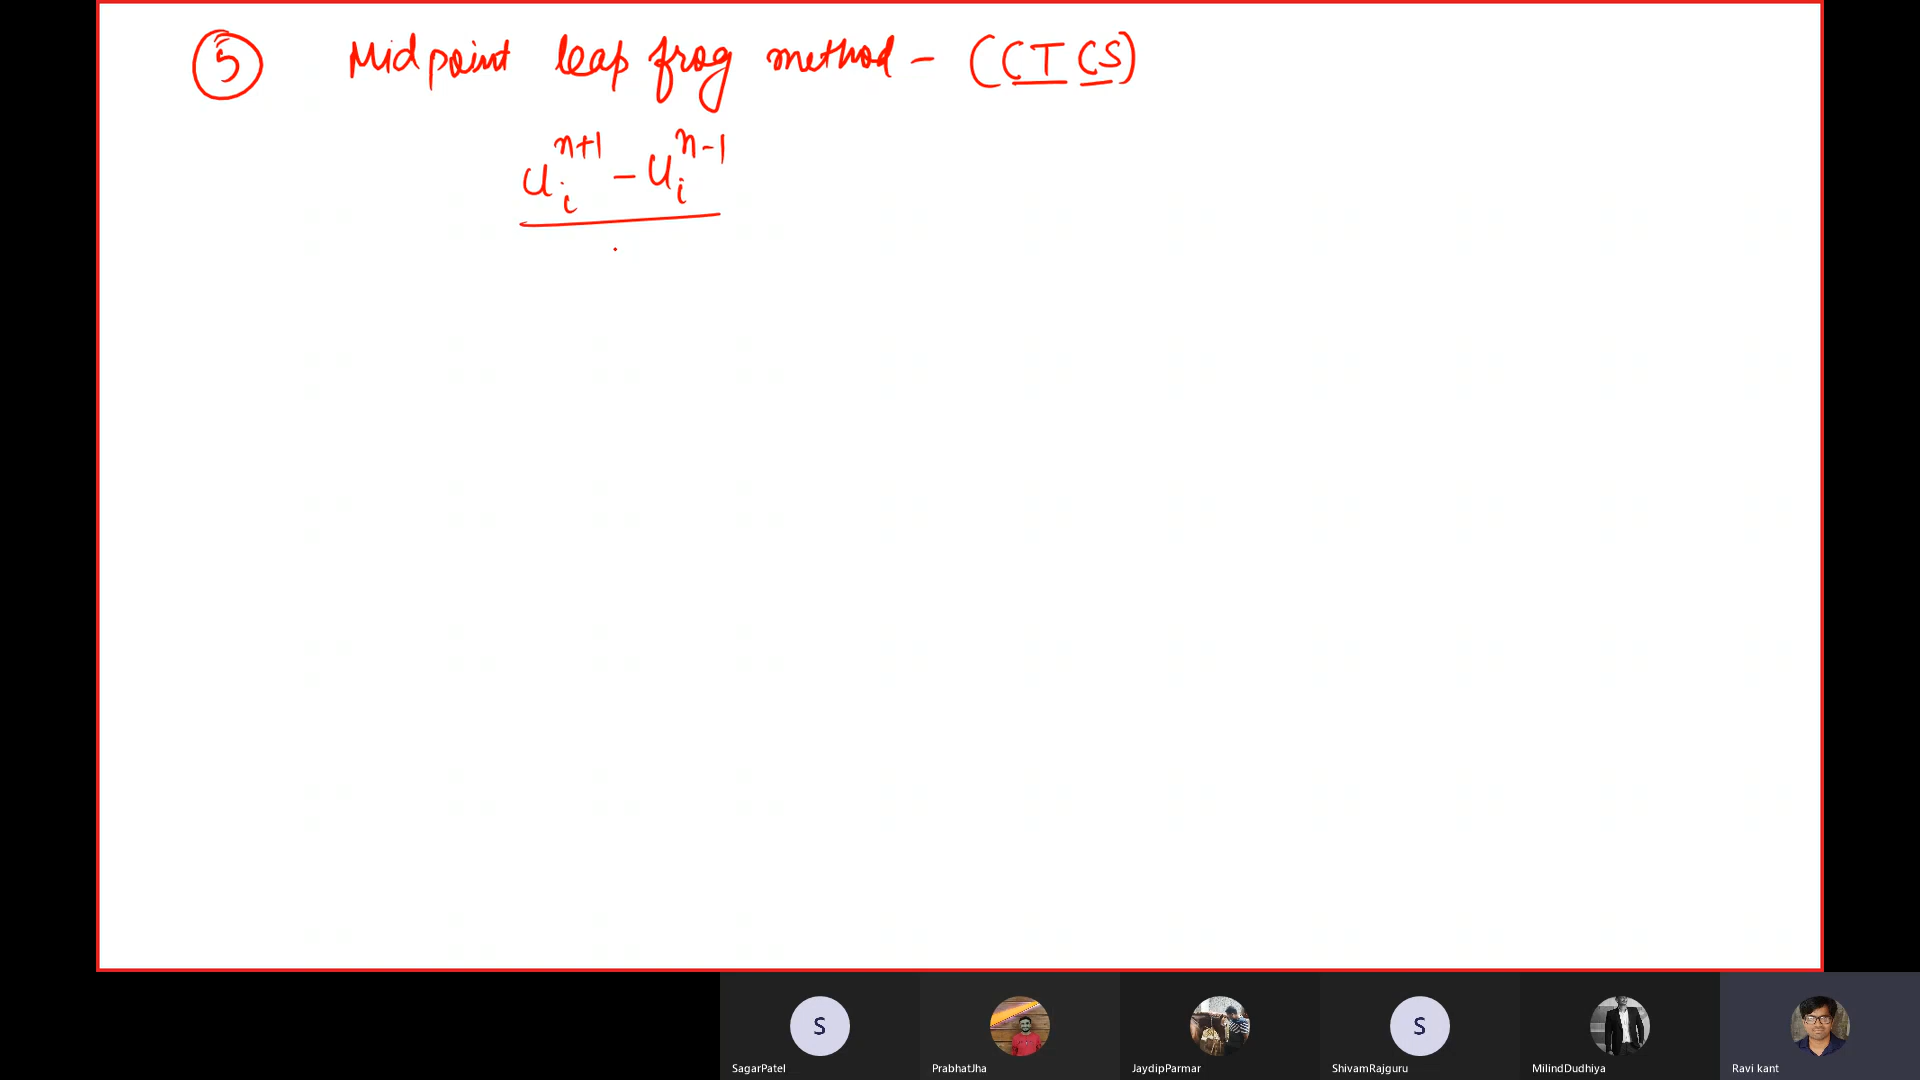 5 Midpoint leap frog method - (CTCS)
u_i^{n+1} - u_i^{n-1}
S
S
SagarPatel PrabhatJha JaydipParmar ShivamRajguru MilindDudhiya Ravi kant